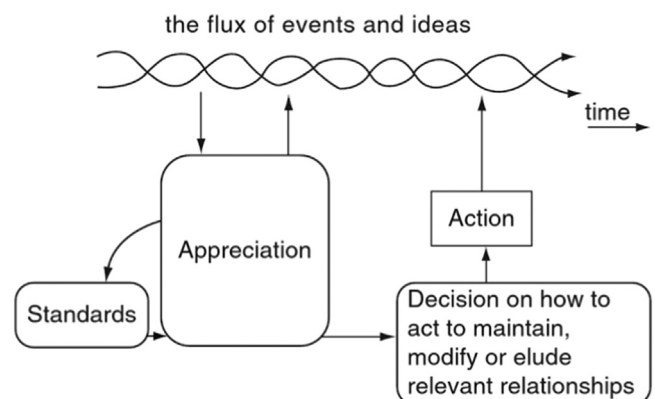 the flux of events and ideas
time
Appreciation
Action
Standards
Decision on how to
act to maintain,
modify or elude
relevant relationships